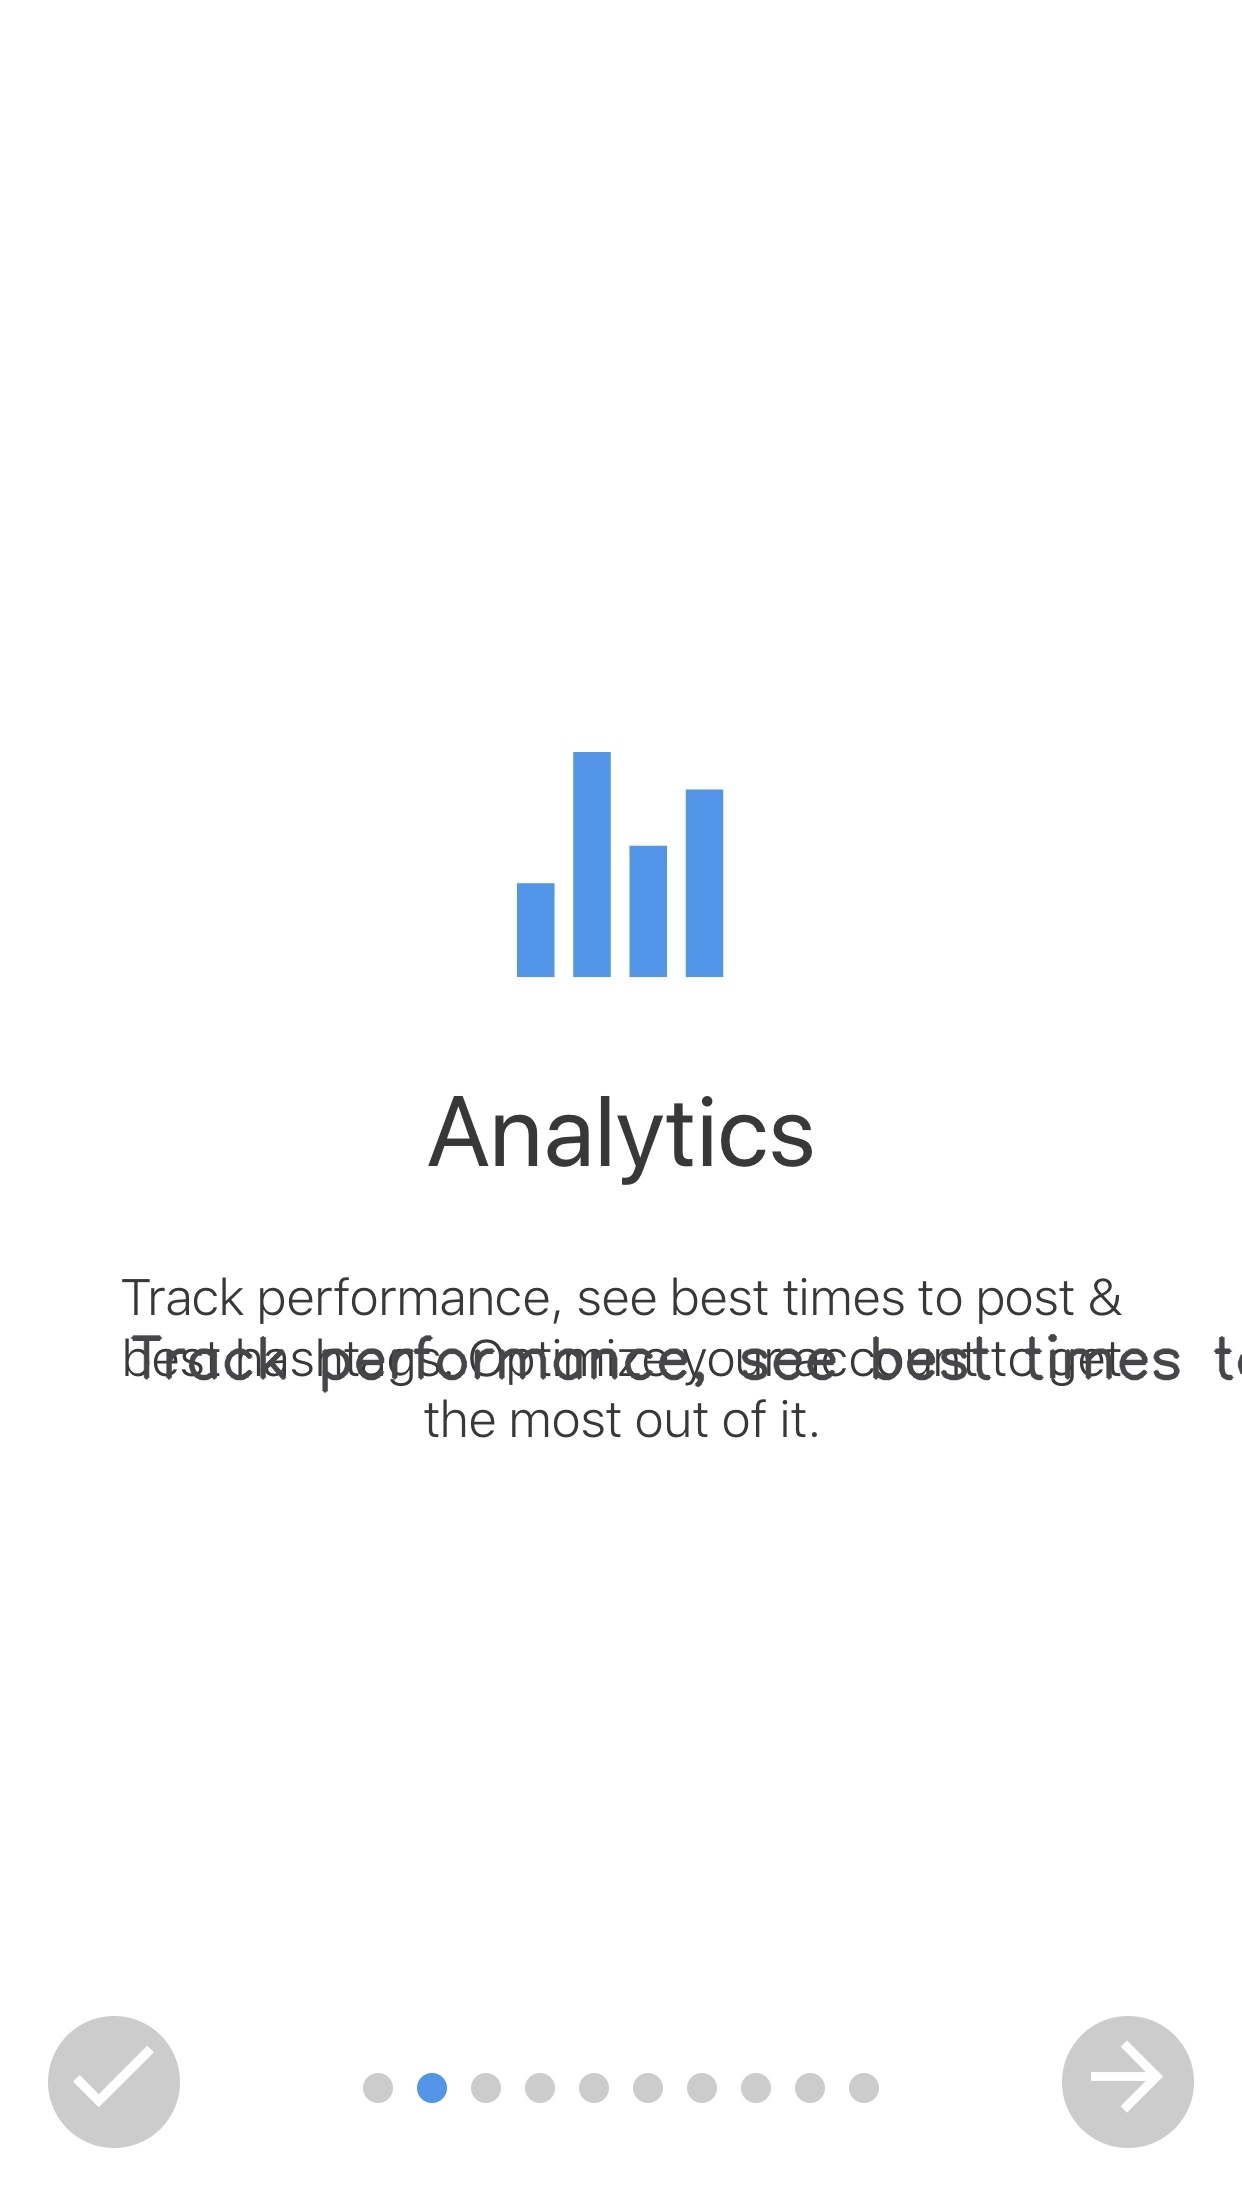 Analytics
Track performance, see best times to post &
best hashtags. Optimize your account to get
the most out of it.
Track performance, see best times to